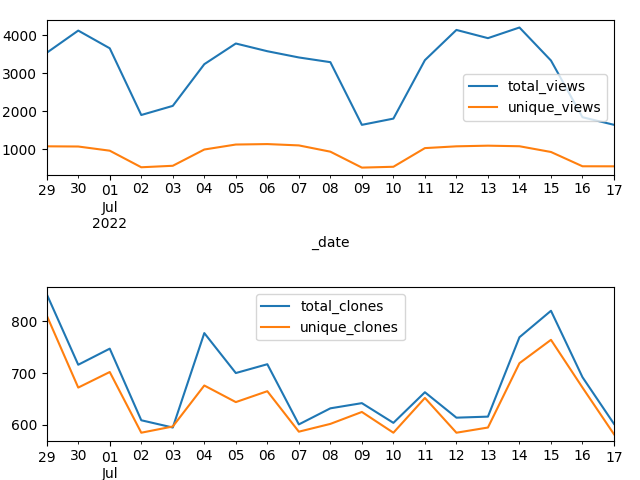 4000
3000
2000
1000
total_views
unique_views
29 30 01 02 03 04 05 06 07 08 09 10 11 12 13 14 15 16 17
Jul
2022
_date
800
700
600
total_clones
unique_clones
29 30 01 02 03 04 05 06 07 08 09 10 11 12 13 14 15 16 17
Jul